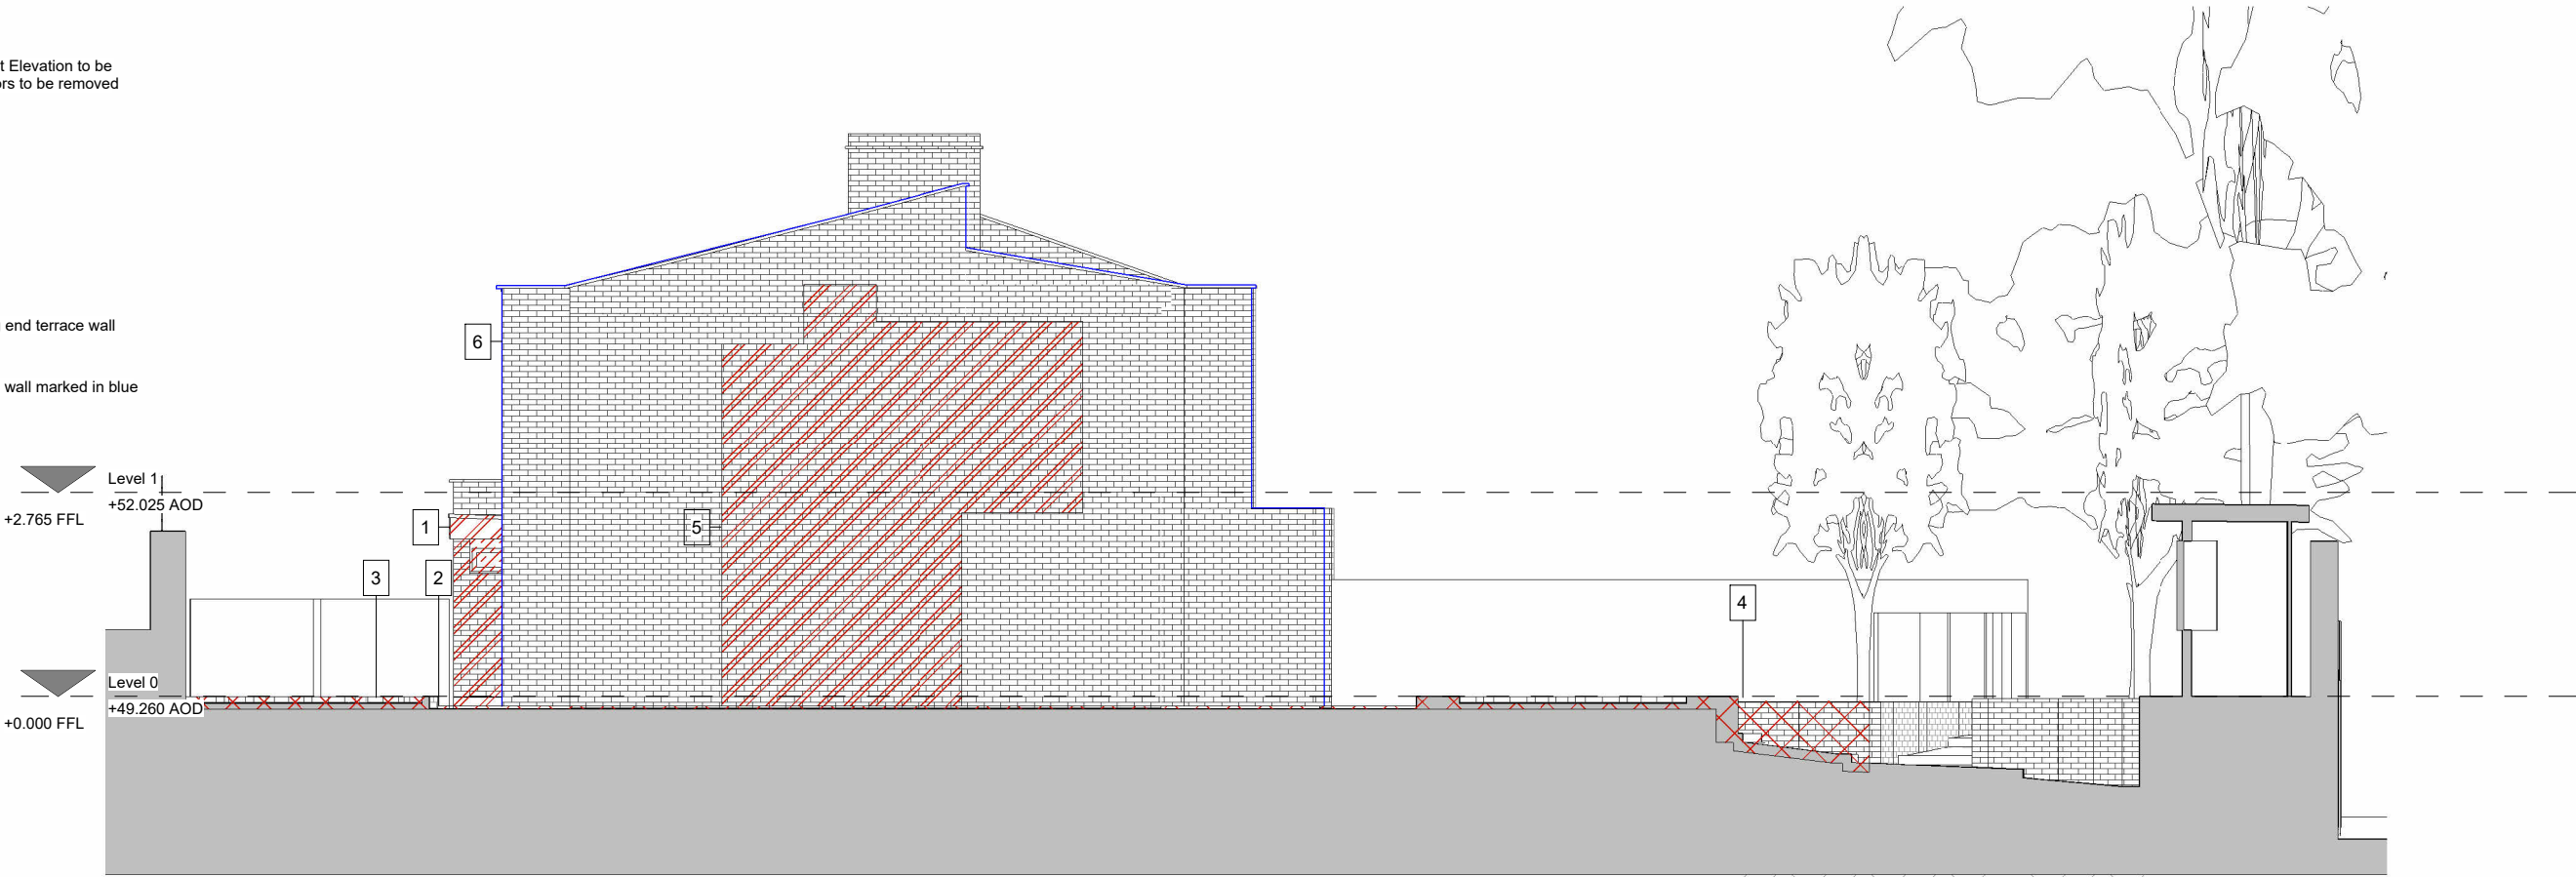 t Elevation to be
rs to be removed
end terrace wall
wall marked in blue
6
Level 1
+52.025 AOD
+2.765 FFL
1
5
3
2
4
Level 0
+49.260 AOD
+0.000 FFL